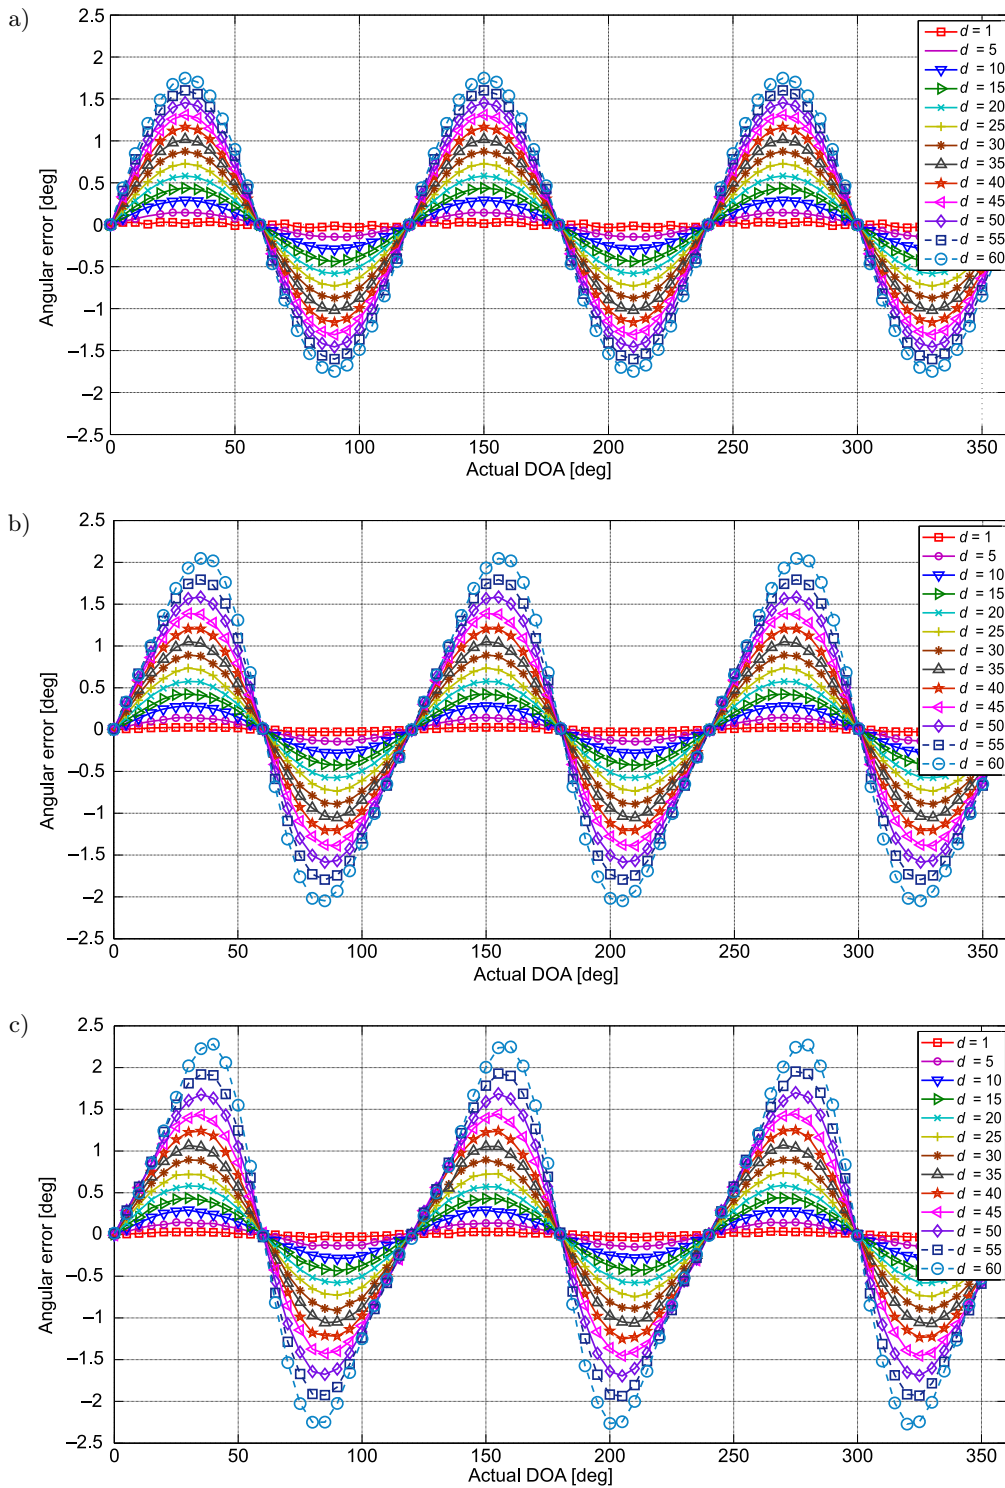 a)
2.5
2
1.5
1
0.5
0
–0.5
–1
–1.5
–2
–2.5
Angular error [deg]
0 50 100 150 200 250 300 350
Actual DOA [deg]
d = 1
d = 5
d = 10
d = 15
d = 20
d = 25
d = 30
d = 35
d = 40
d = 45
d = 50
d = 55
d = 60
b)
2.5
2
1.5
1
0.5
0
–0.5
–1
–1.5
–2
–2.5
Angular error [deg]
0 50 100 150 200 250 300 350
Actual DOA [deg]
d = 1
d = 5
d = 10
d = 15
d = 20
d = 25
d = 30
d = 35
d = 40
d = 45
d = 50
d = 55
d = 60
c)
2.5
2
1.5
1
0.5
0
–0.5
–1
–1.5
–2
–2.5
Angular error [deg]
0 50 100 150 200 250 300 350
Actual DOA [deg]
d = 1
d = 5
d = 10
d = 15
d = 20
d = 25
d = 30
d = 35
d = 40
d = 45
d = 50
d = 55
d = 60